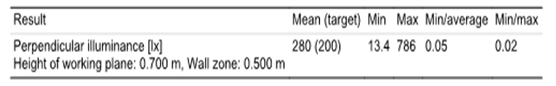 Result Mean (target) Min Max Min/average Min/max
Perpendicular illuminance [lx] 280 (200) 13.4 786 0.05 0.02
Height of working plane: 0.700 m, Wall zone: 0.500 m